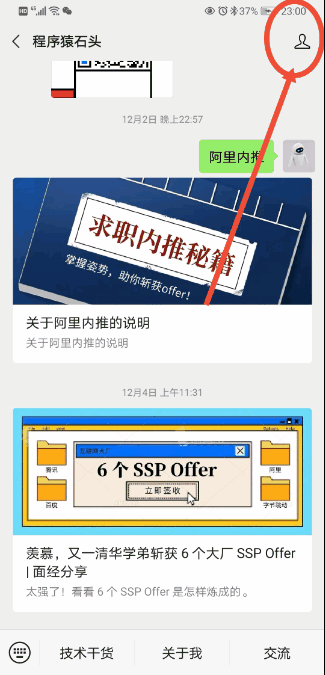 HD 37% 23:00
程序猿石头
12月2日 晚上22:57
阿里内推
求职内推秘籍
掌握姿势，助你斩获offer！
关于阿里内推的说明
关于阿里内推的说明
12月4日 上午11:31
互联网大厂
腾讯
6 个 SSP Offer
阿里
立即签收
百度
字节跳动
羡慕，又一清华学弟斩获 6 个大厂 SSP Offer
| 面经分享
太强了！看看 6 个 SSP Offer 是怎样炼成的。
技术干货
关于我
交流